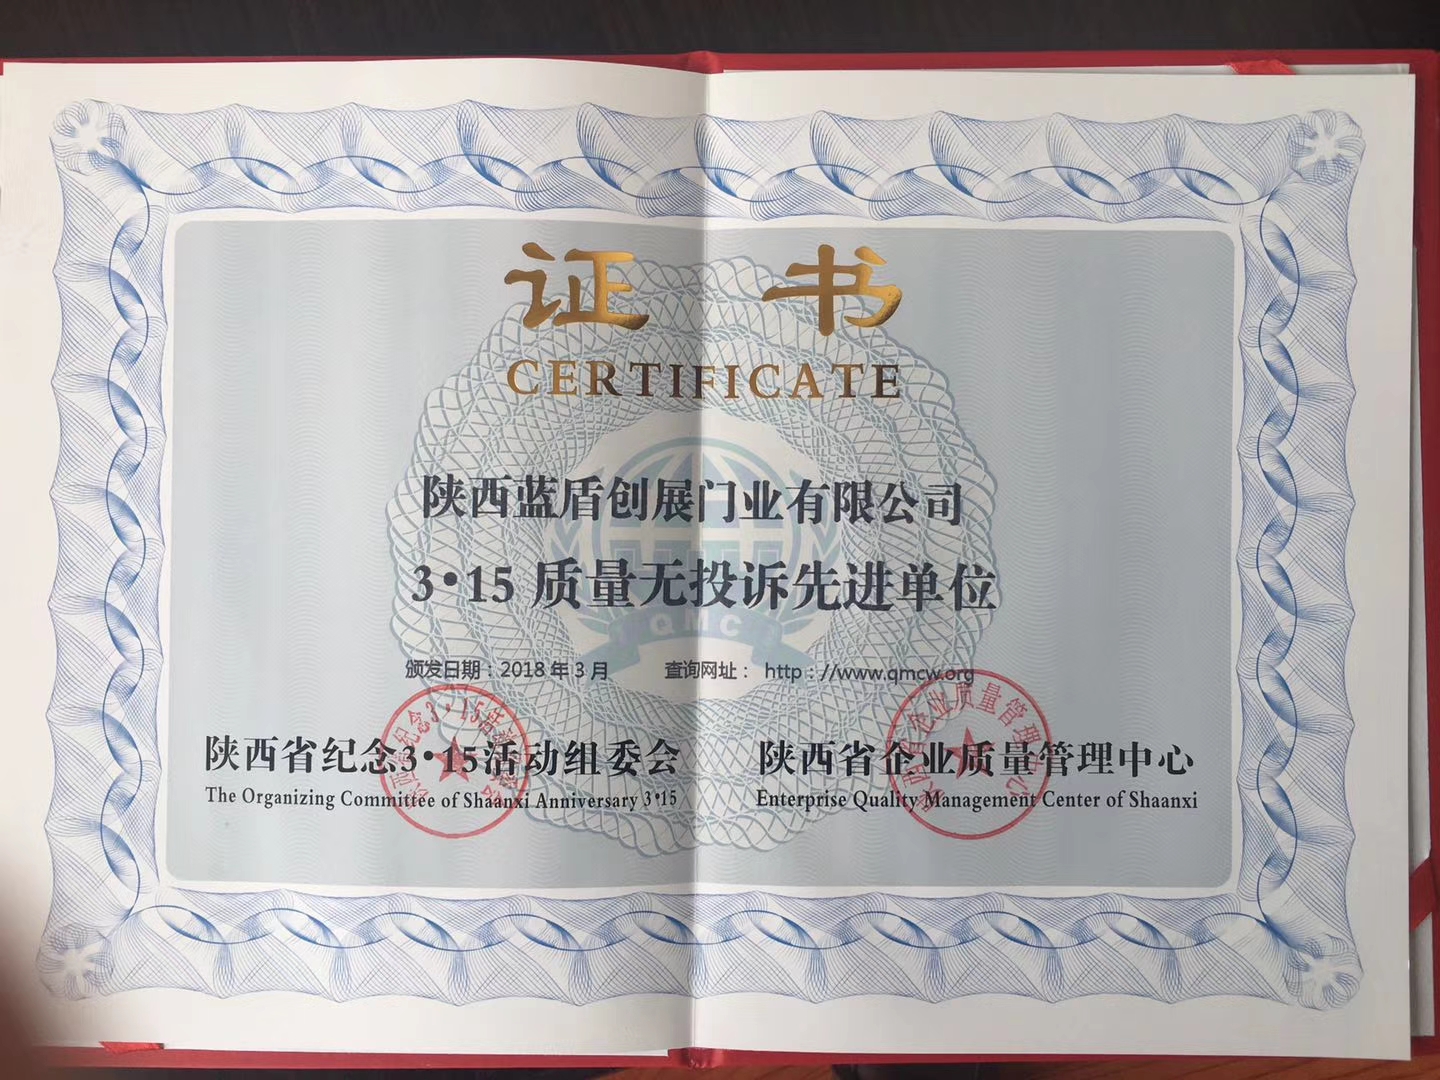 证 书
CERTIFICATE
陕西蓝盾创展门业有限公司
3•15 质量无投诉先进单位
QMC
颁发日期：2018 年 3 月 查询网址： http：//www.qmcw.org
陕西省纪念3•15活动组委会
The Organizing Committee of Shaanxi Anniversary 3•15
陕西省企业质量管理中心
Enterprise Quality Management Center of Shaanxi